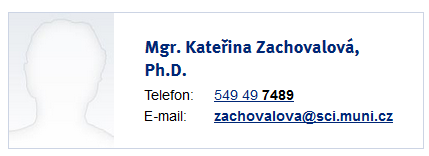 Mgr. Kateřina Zachovalová,
Ph.D.
Telefon: 549 49 7489
E-mail: zachovalova@sci.muni.cz